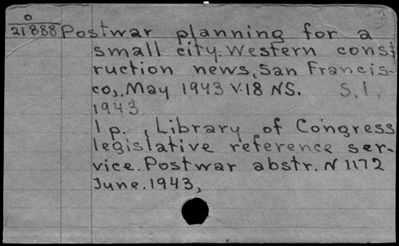 o
21888 Postwar planning for a
small city. Western const
ruction news, San Francis-
co, May 1943 V.18 NS. S.l,
1943
1 p., Library of Congress
legislative reference ser-
vice. Postwar abstr. N 1172
June. 1943,